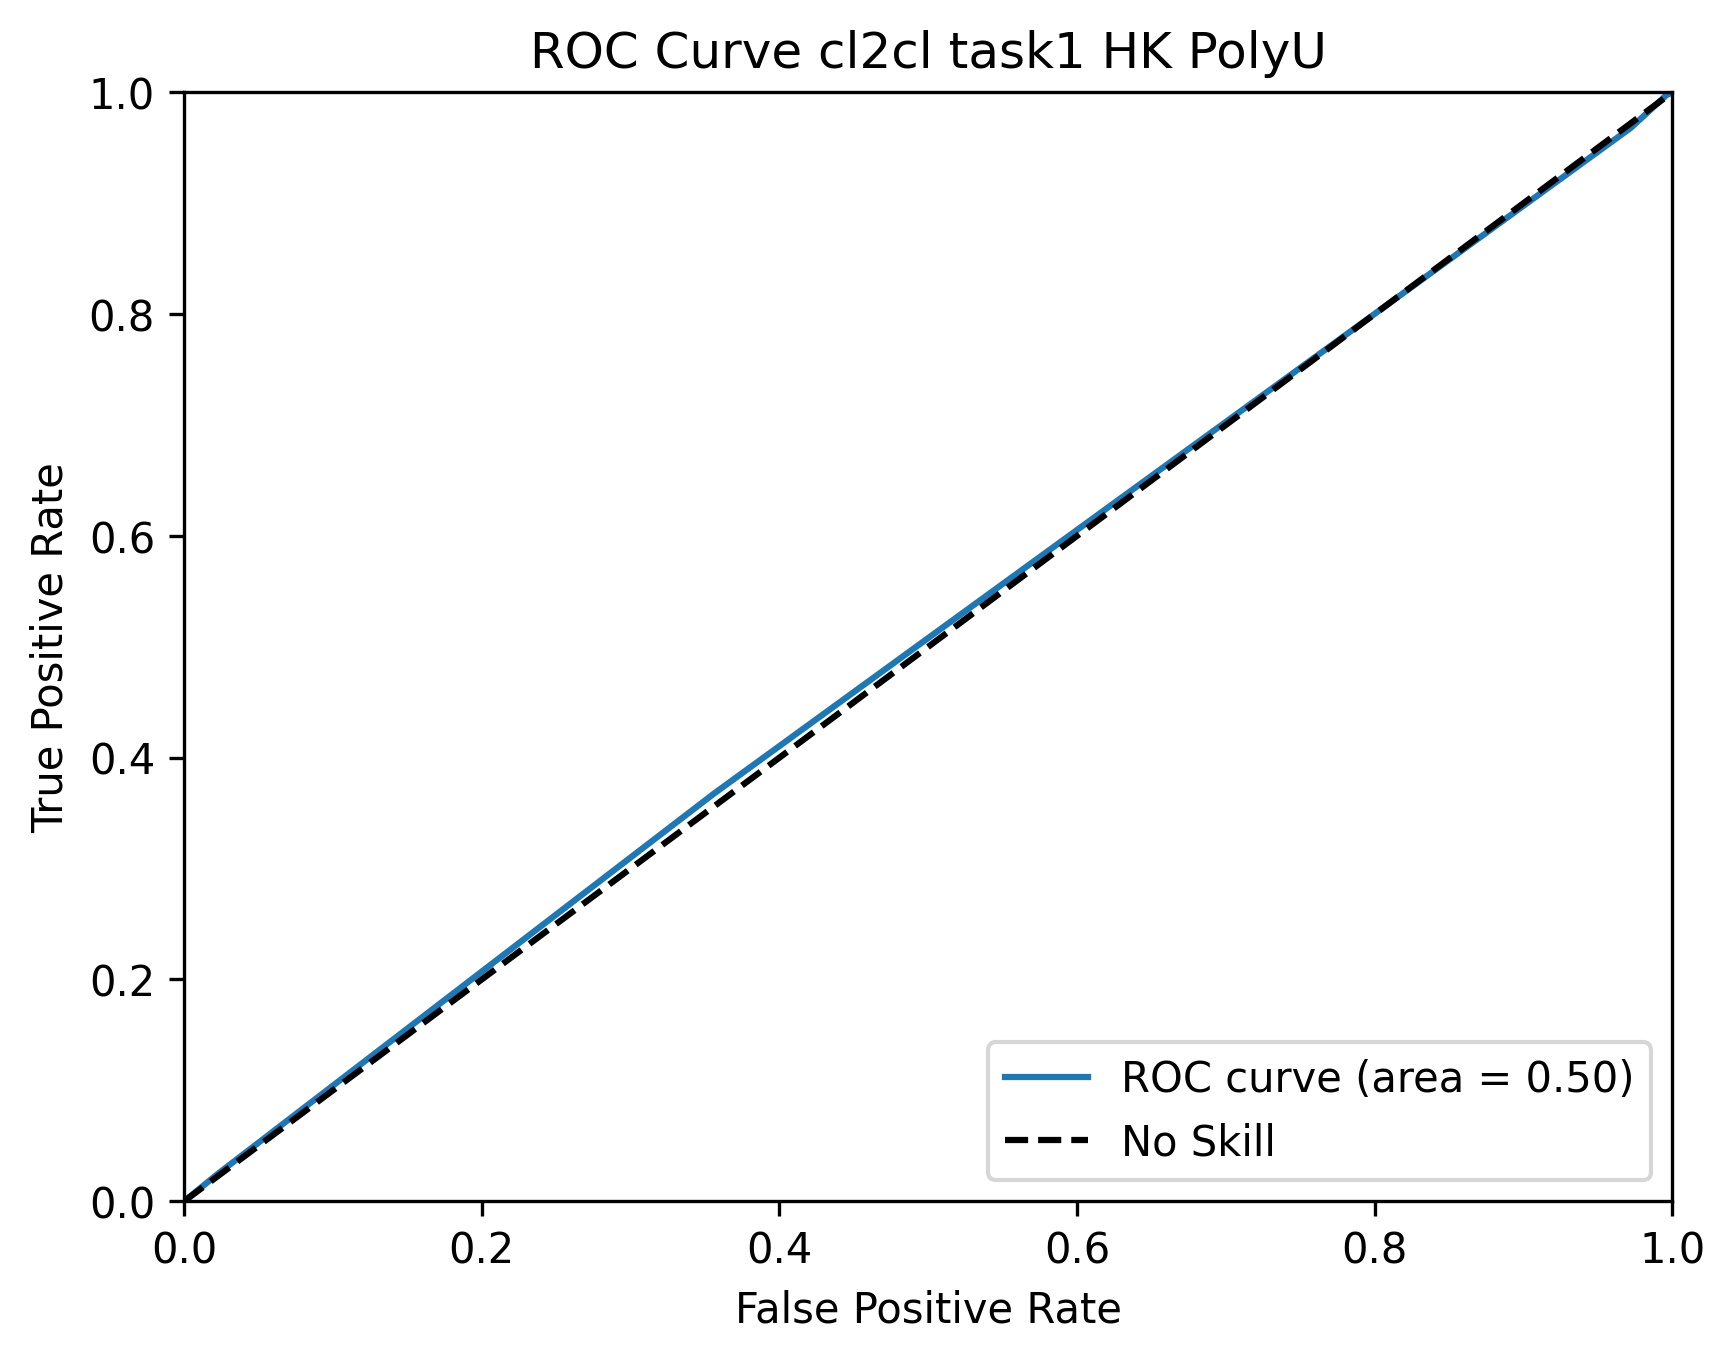 ROC Curve cl2cl task1 HK PolyU
1.0
0.8
0.6
0.4
0.2
0.0
True Positive Rate
ROC curve (area = 0.50)
No Skill
0.0 0.2 0.4 0.6 0.8 1.0
False Positive Rate